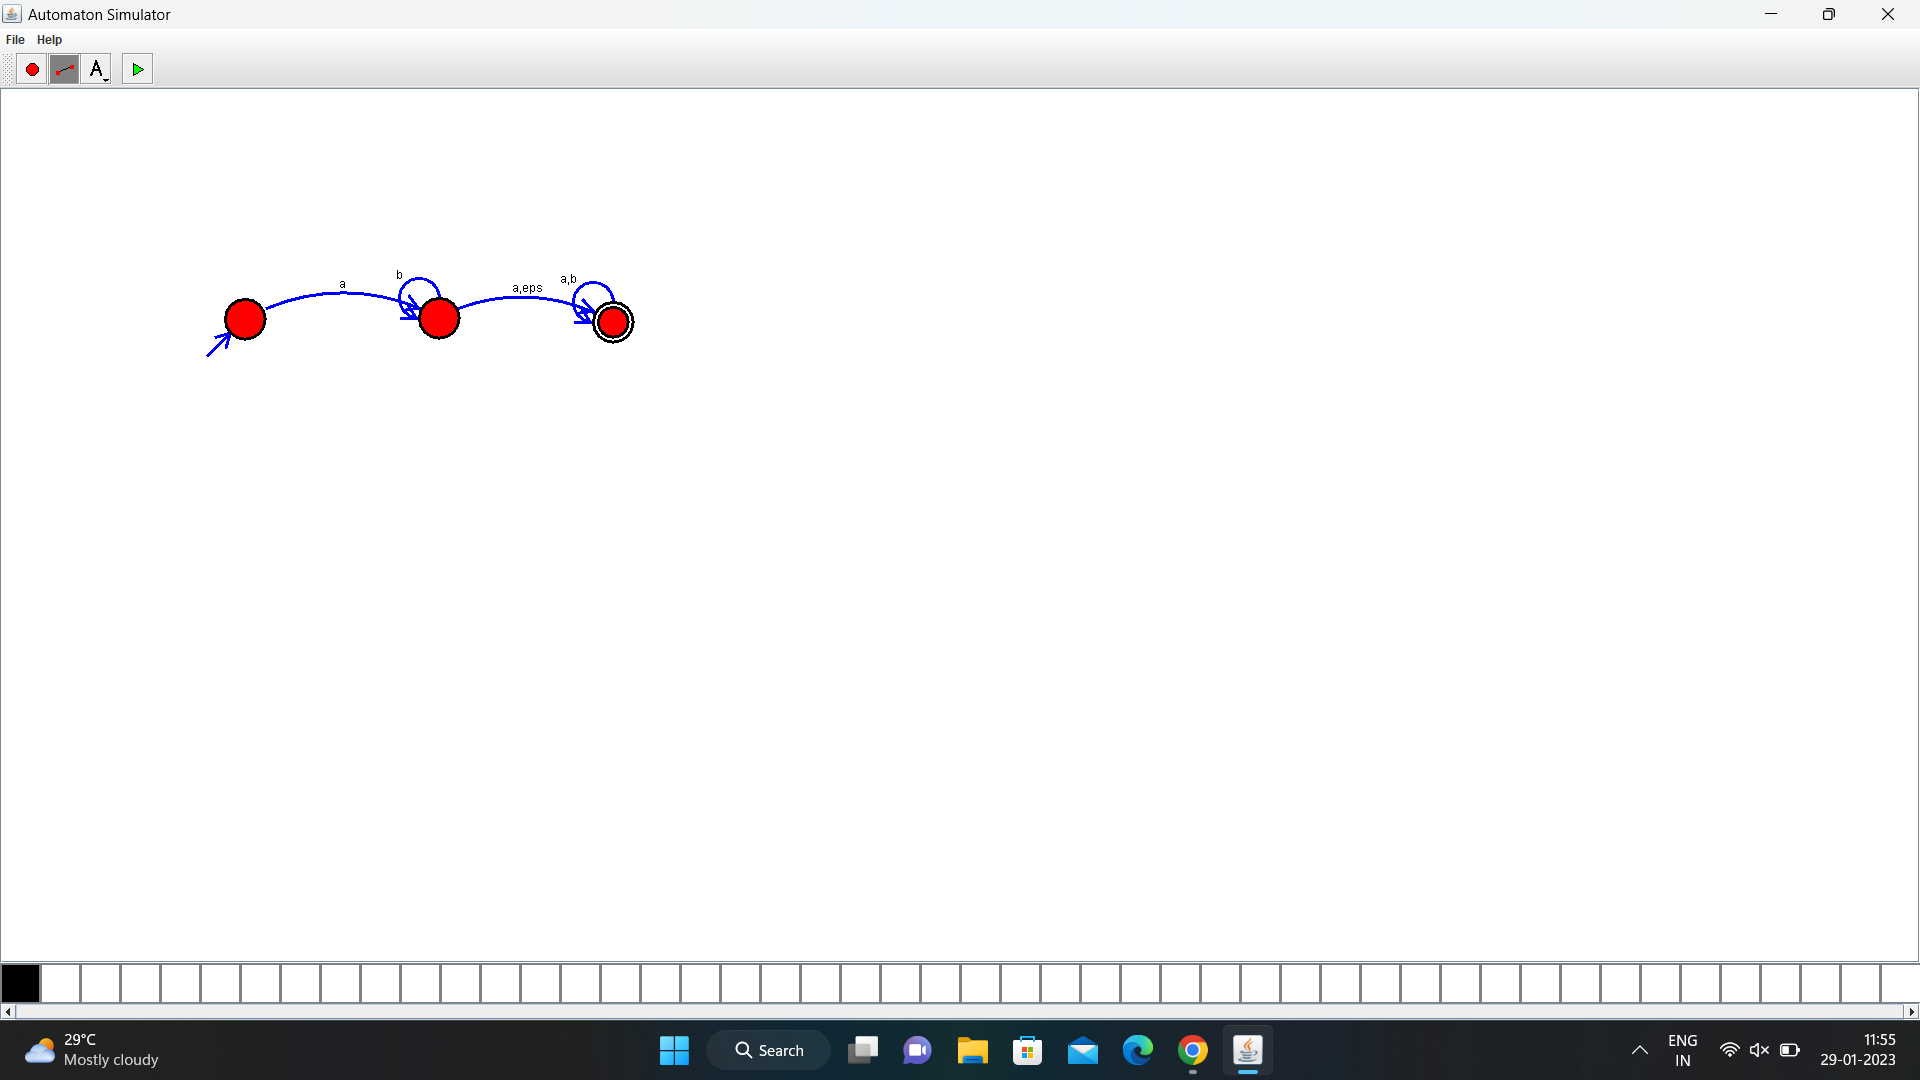 Automaton Simulator
File Help
A
a
b
a,eps
a,b
29°C
Mostly cloudy
Search
ENG
IN
11:55
29-01-2023